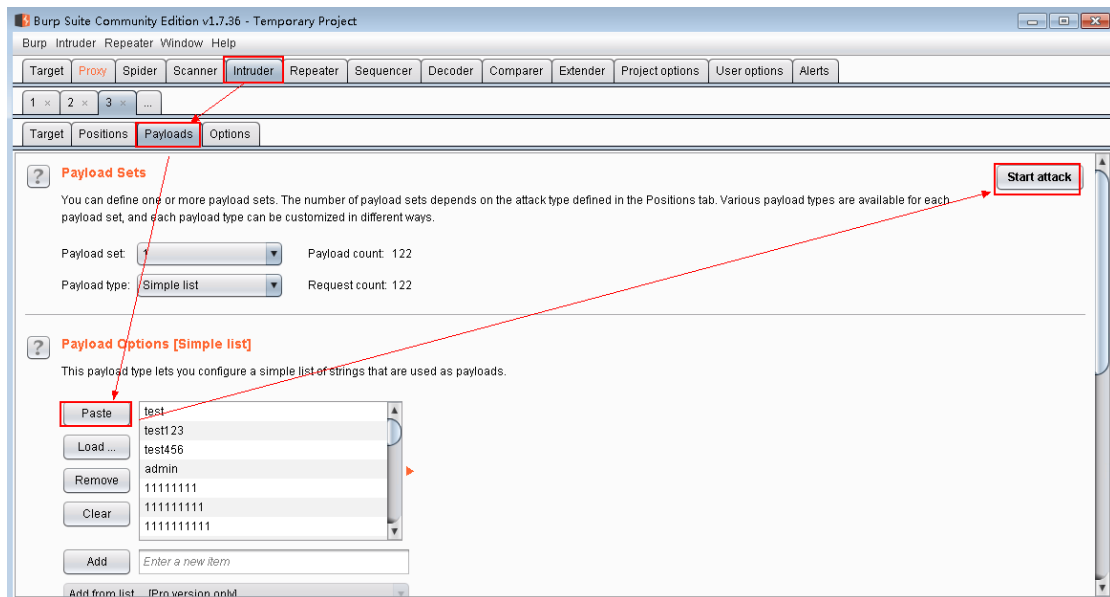 Burp Suite Community Edition v1.7.36 - Temporary Project
Burp Intruder Repeater Window Help
Target Proxy Spider Scanner Intruder Repeater Sequencer Decoder Comparer Extender Project options User options Alerts
1 × 2 × 3 × ...
Target Positions Payloads Options
? Payload Sets
Start attack
You can define one or more payload sets. The number of payload sets depends on the attack type defined in the Positions tab. Various payload types are available for each
payload set, and each payload type can be customized in different ways.
Payload set: 1 Payload count: 122
Payload type: Simple list Request count: 122
? Payload Options [Simple list]
This payload type lets you configure a simple list of strings that are used as payloads.
Paste test
test123
Load ... test456
admin
Remove 11111111
111111111
Clear 1111111111
Add Enter a new item
Add from list ... [Pro version only]